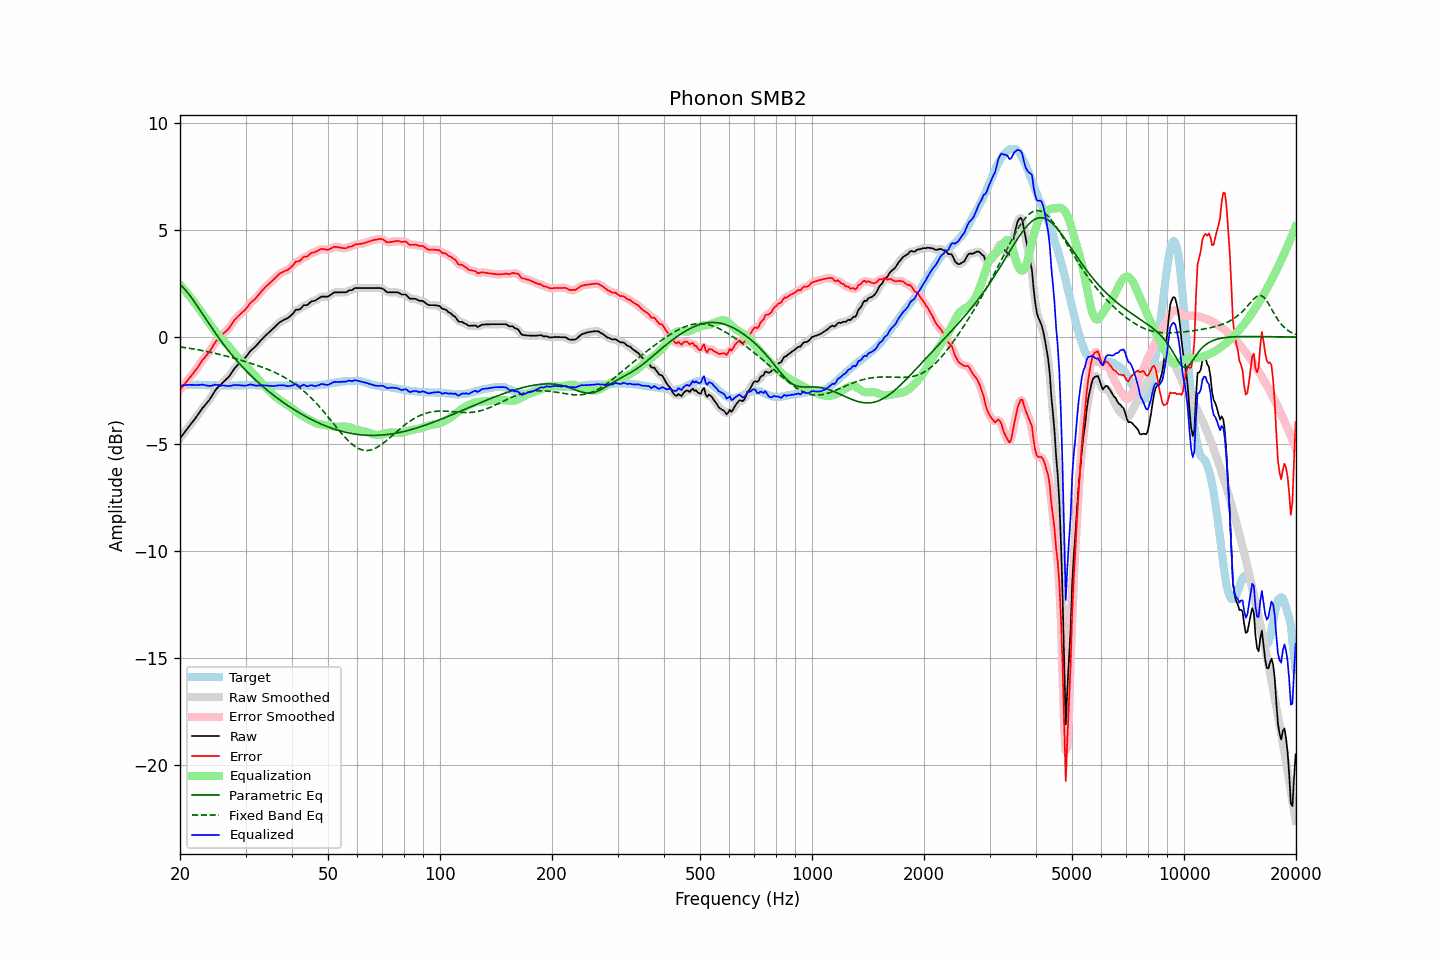 Phonon SMB2
Amplitude (dBr)
10
5
0
−5
−10
−15
−20
Target
Raw Smoothed
Error Smoothed
Raw
Error
Equalization
Parametric Eq
Fixed Band Eq
Equalized
20 50 100 200 500 1000 2000 5000 10000 20000
Frequency (Hz)